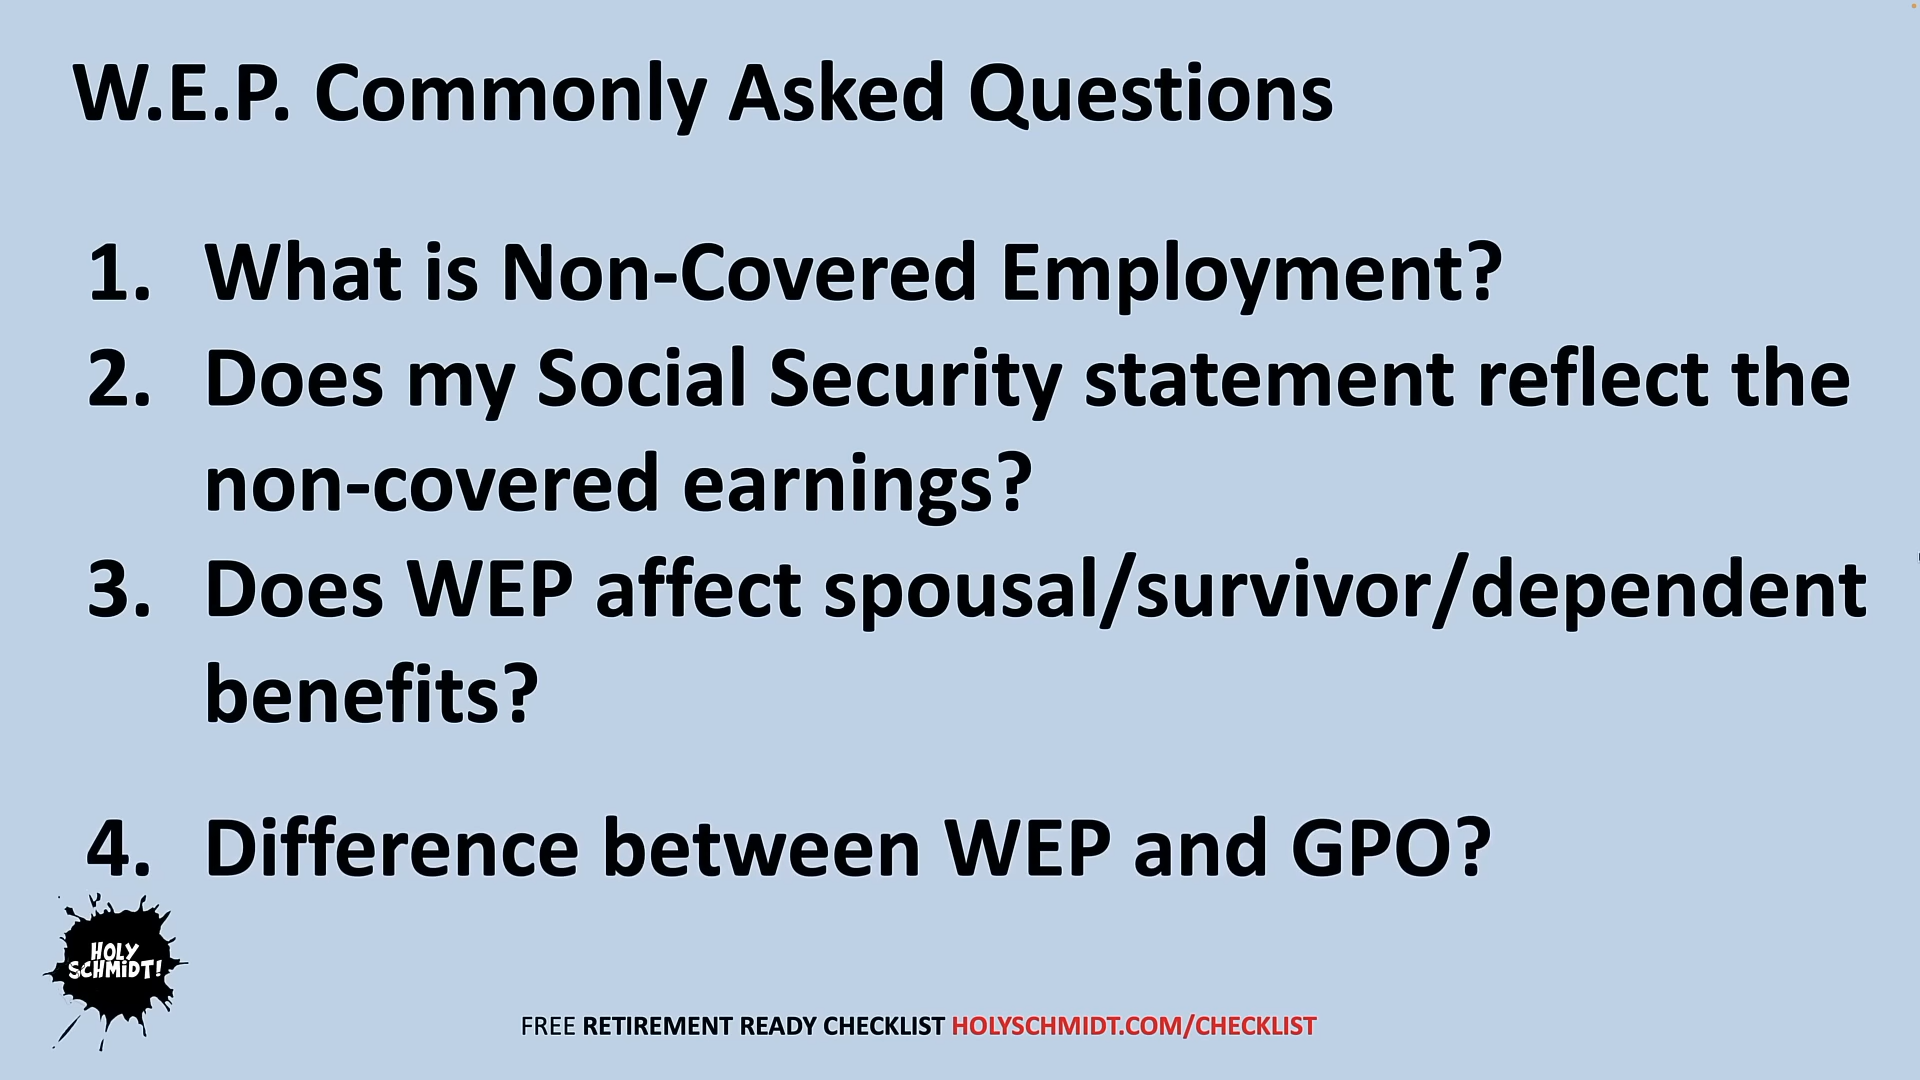 W.E.P. Commonly Asked Questions
1. What is Non-Covered Employment?
2. Does my Social Security statement reflect the
non-covered earnings?
3. Does WEP affect spousal/survivor/dependent
benefits?
4. Difference between WEP and GPO?
HOLY
SCHMIDT!
FREE RETIREMENT READY CHECKLIST HOLYSCHMIDT.COM/CHECKLIST